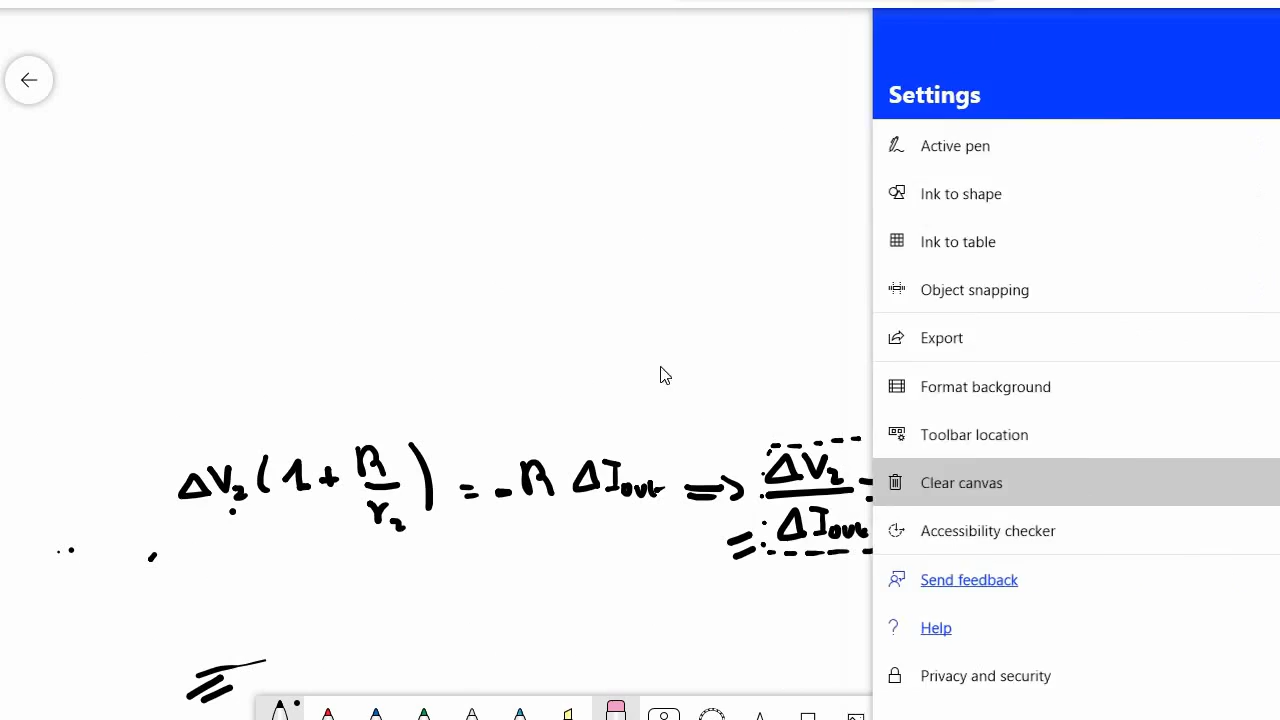 Settings
Active pen
Ink to shape
Ink to table
Object snapping
Export
Format background
Toolbar location
Clear canvas
Accessibility checker
Send feedback
Help
Privacy and security
ΔV₂(1 + R/r₂) = -R ΔIout => ΔV₂/ΔIout =